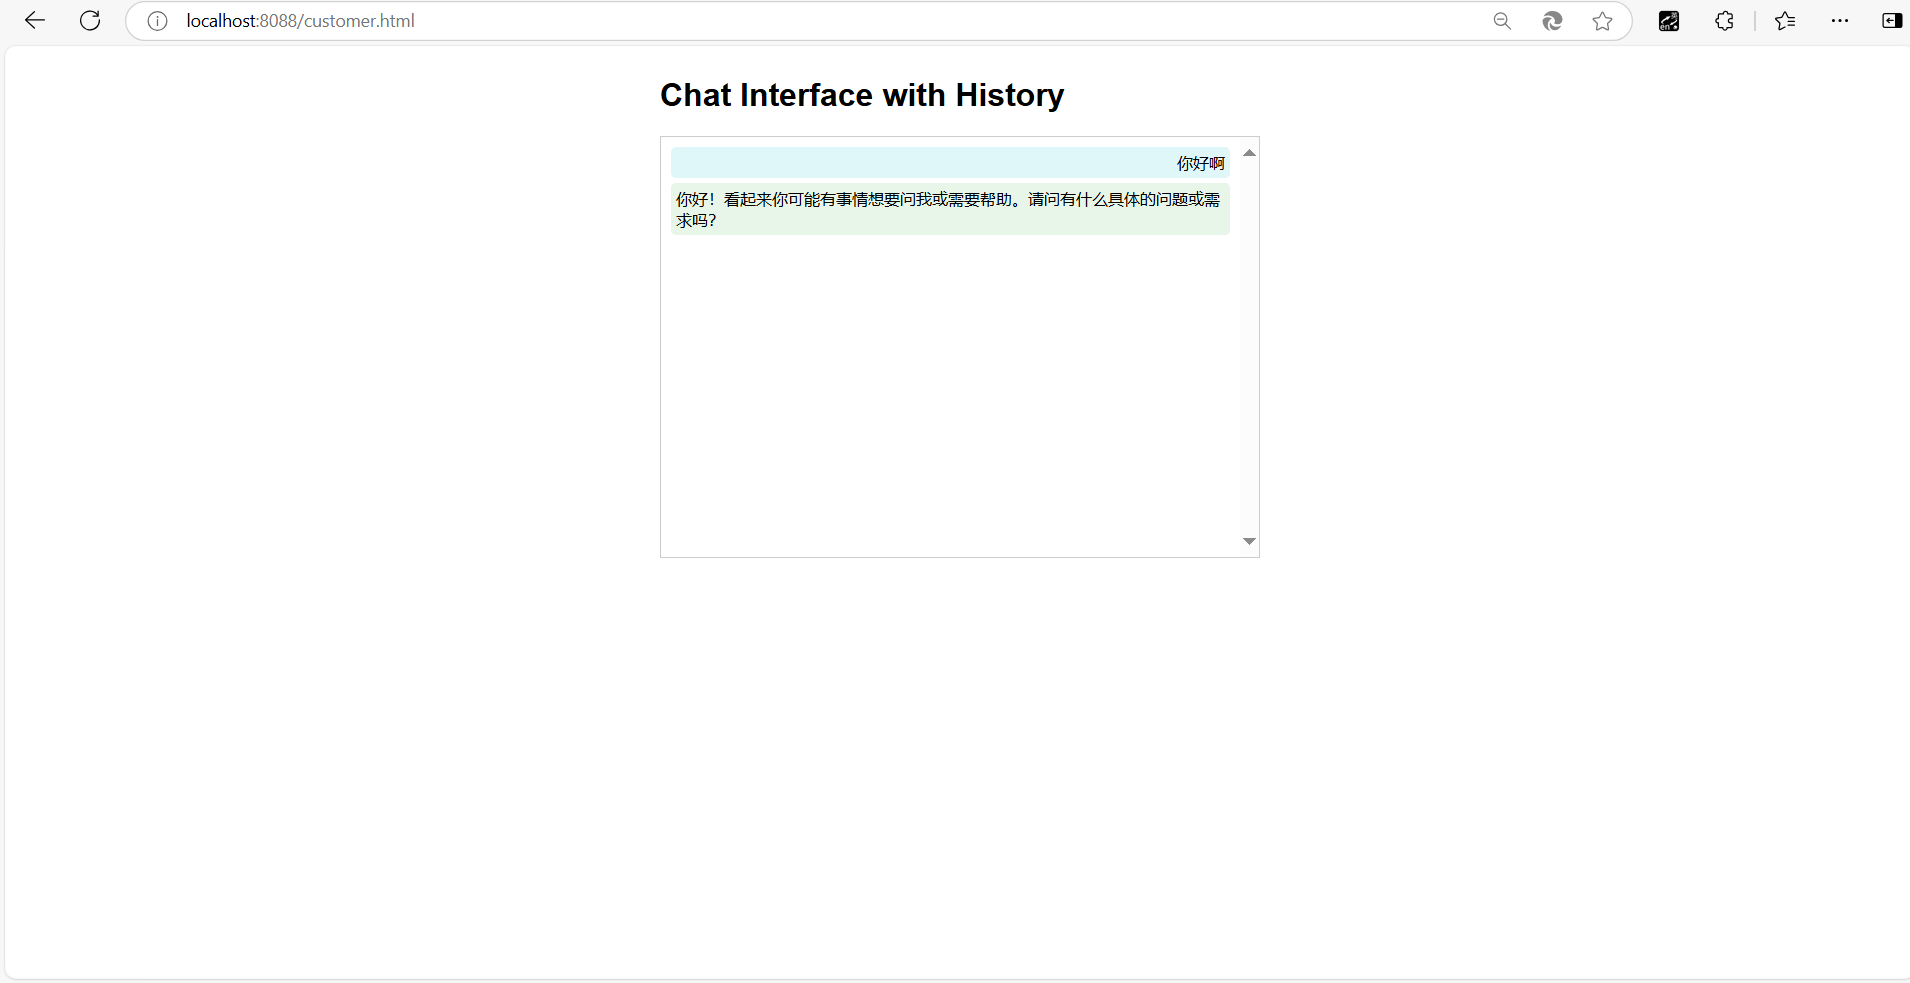 localhost:8088/customer.html
Chat Interface with History
你好啊
你好！看起来你可能有事情想要问我或需要帮助。请问有什么具体的问题或需
求吗？